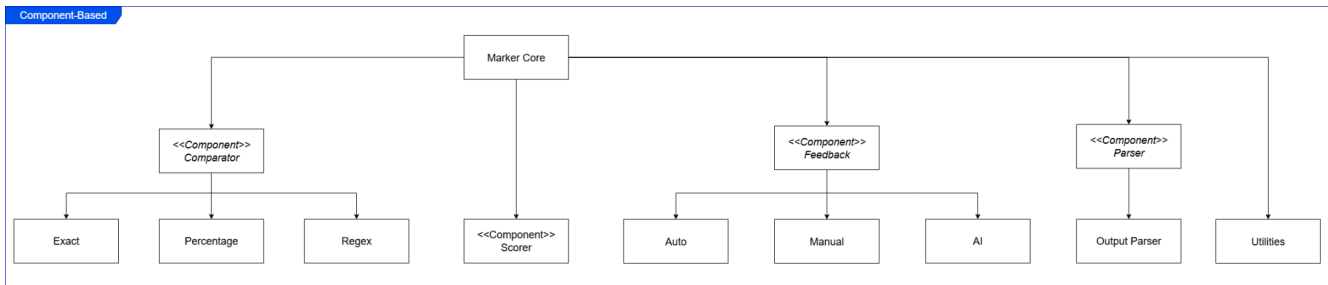 Component-Based
Marker Core
<<Component>>
Comparator
<<Component>>
Feedback
<<Component>>
Parser
Exact
Percentage
Regex
<<Component>>
Scorer
Auto
Manual
AI
Output Parser
Utilities